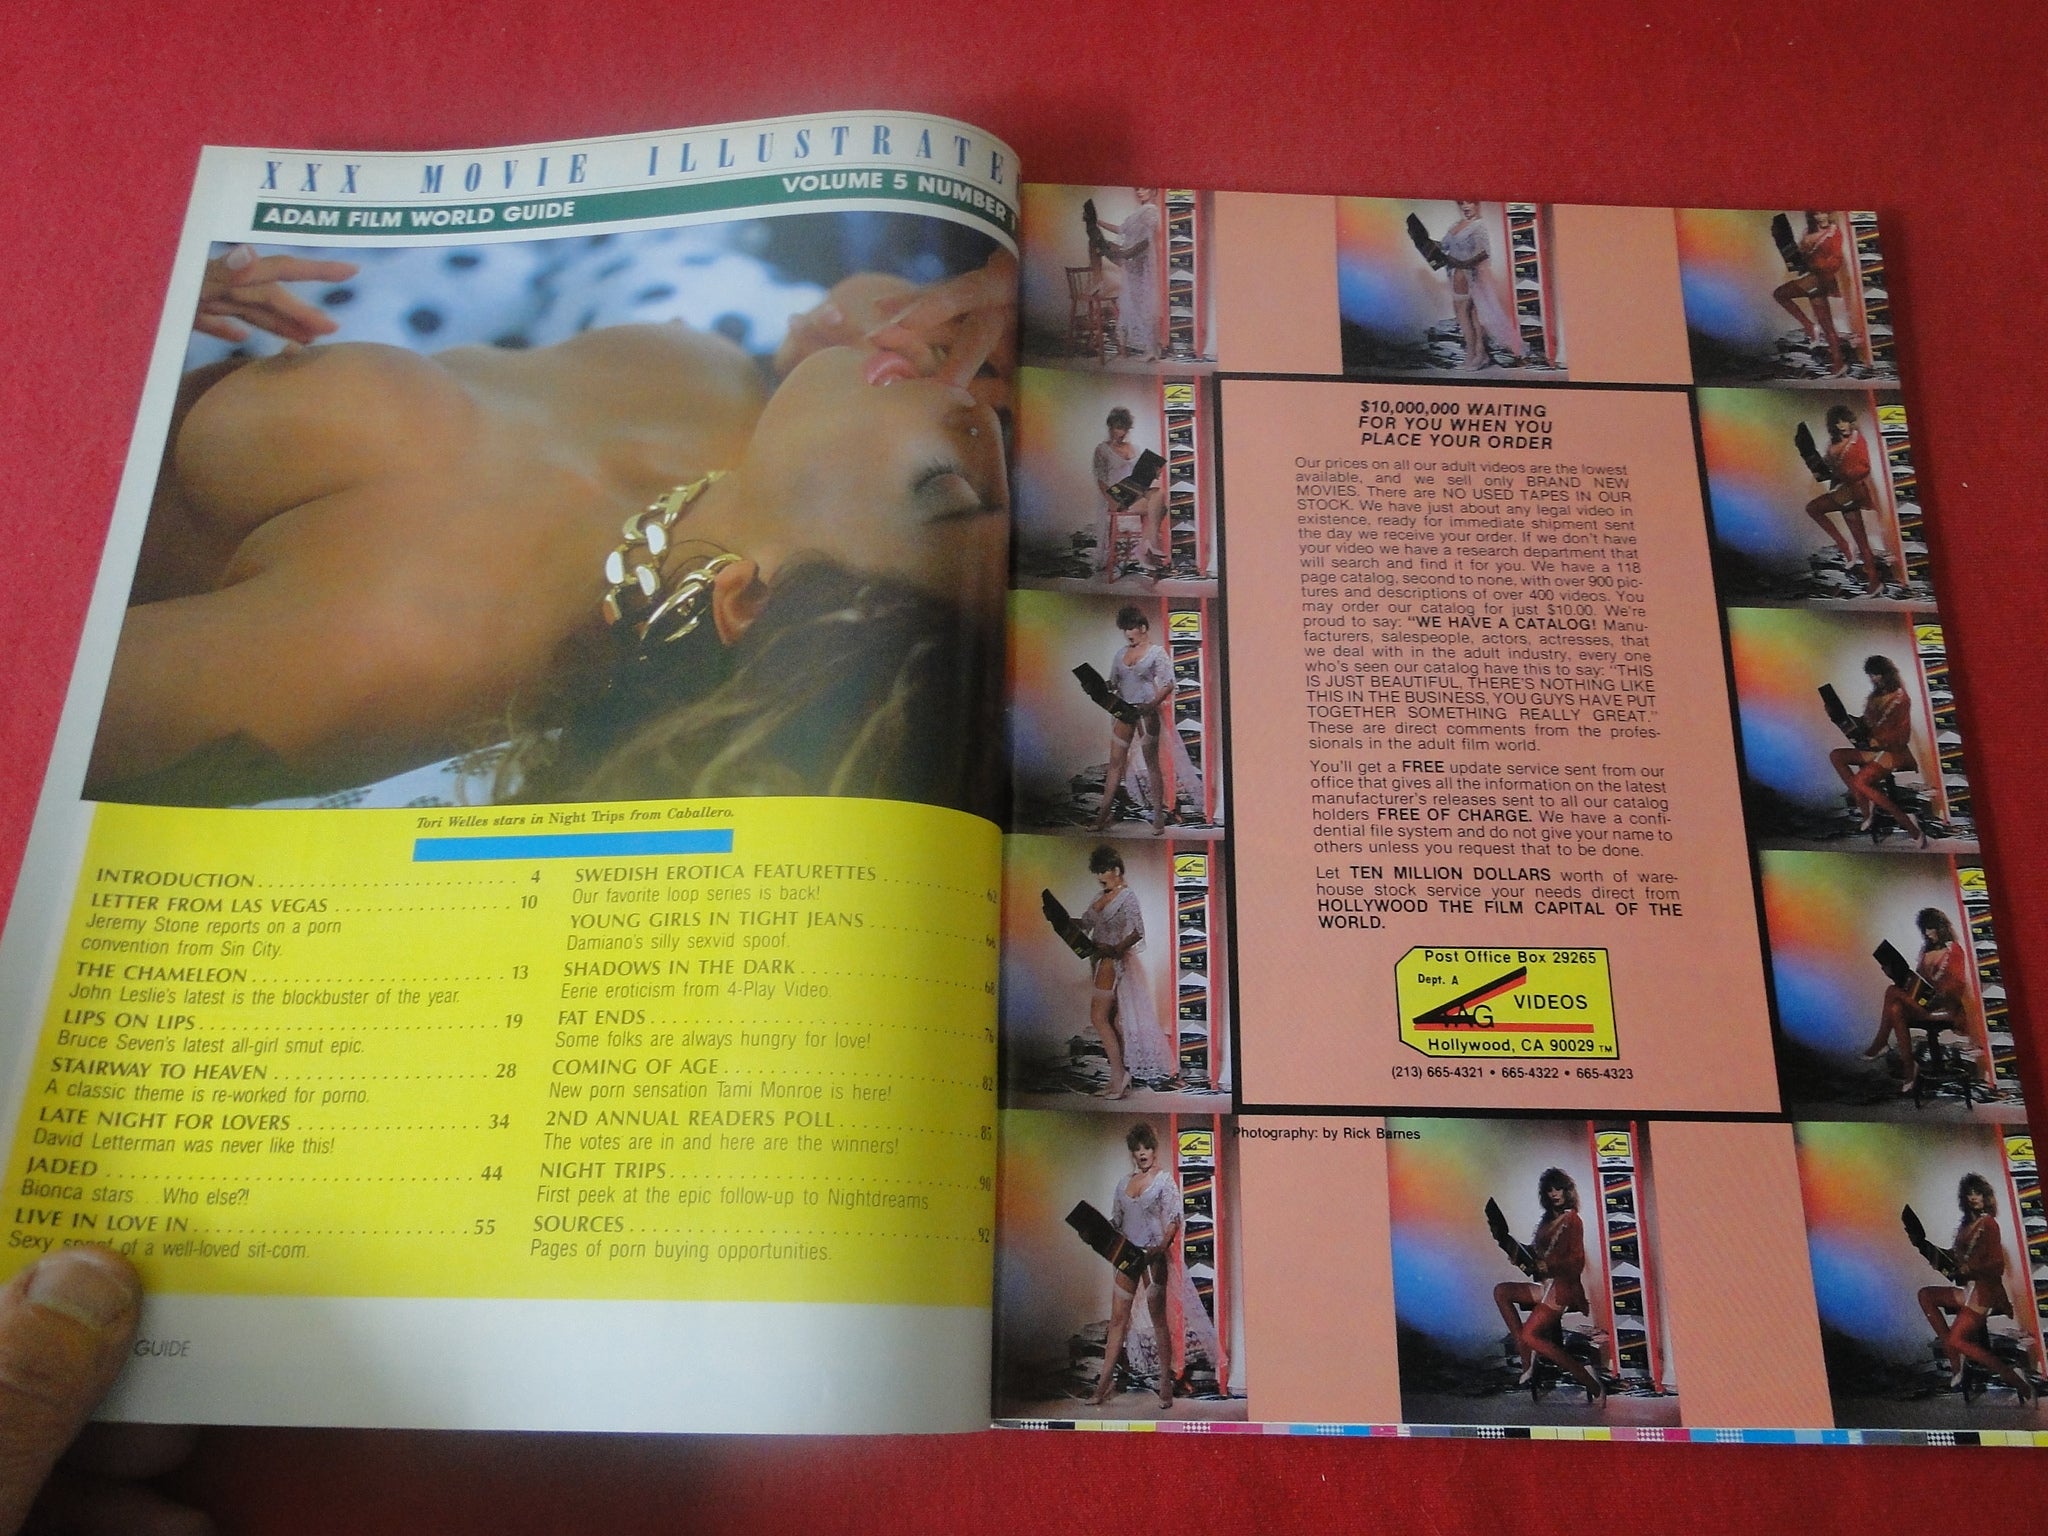 XXX MOVIE ILLUSTRATE
ADAM FILM WORLD GUIDE
VOLUME 5 NUMBER
Tori Welles stars in Night Trips from Caballero.
INTRODUCTION 4
LETTER FROM LAS VEGAS 10
Jeremy Stone reports on a porn
convention from Sin City.
THE CHAMELEON 13
John Leslie's latest is the blockbuster of the year.
LIPS ON LIPS 19
Bruce Seven's latest all-girl smut epic.
STAIRWAY TO HEAVEN 28
A classic theme is re-worked for porno.
LATE NIGHT FOR LOVERS 34
David Letterman was never like this!
JADED 44
Bionca stars . . . Who else?!
LIVE IN LOVE IN 55
Sexy spoof of a well-loved sit-com.
GUIDE
SWEDISH EROTICA FEATURETTES 62
Our favorite loop series is back!
YOUNG GIRLS IN TIGHT JEANS 66
Damiano's silly sexvid spoof.
SHADOWS IN THE DARK 68
Eerie eroticism from 4-Play Video.
FAT ENDS 76
Some folks are always hungry for love!
COMING OF AGE 82
New porn sensation Tami Monroe is here!
2ND ANNUAL READERS POLL 85
The votes are in and here are the winners!
NIGHT TRIPS 90
First peek at the epic follow-up to Nightdreams
SOURCES 92
Pages of porn buying opportunities.
$10,000,000 WAITING
FOR YOU WHEN YOU
PLACE YOUR ORDER
Our prices on all our adult videos are the lowest
available, and we sell only BRAND NEW
MOVIES. There are NO USED TAPES IN OUR
STOCK. We have just about any legal video in
existence, ready for immediate shipment sent
the day we receive your order. If we don't have
your video we have a research department that
will search and find it for you. We have a 118
page catalog, second to none, with over 900 pic-
tures and descriptions of over 400 videos. You
may order our catalog for just $10.00. We're
proud to say: "WE HAVE A CATALOG! Manu-
facturers, salespeople, actors, actresses, that
we deal with in the adult industry, every one
who's seen our catalog have this to say: "THIS
IS JUST BEAUTIFUL, THERE'S NOTHING LIKE
THIS IN THE BUSINESS, YOU GUYS HAVE PUT
TOGETHER SOMETHING REALLY GREAT."
These are direct comments from the profes-
sionals in the adult film world.
You'll get a FREE update service sent from our
office that gives all the information on the latest
manufacturer's releases sent to all our catalog
holders FREE OF CHARGE. We have a confi-
dential file system and do not give your name to
others unless you request that to be done.
Let TEN MILLION DOLLARS worth of ware-
house stock service your needs direct from
HOLLYWOOD THE FILM CAPITAL OF THE
WORLD.
Post Office Box 29265
Dept. A
VIDEOS
Hollywood, CA 90029 TM
(213) 665-4321 • 665-4322 • 665-4323
Photography: by Rick Barnes